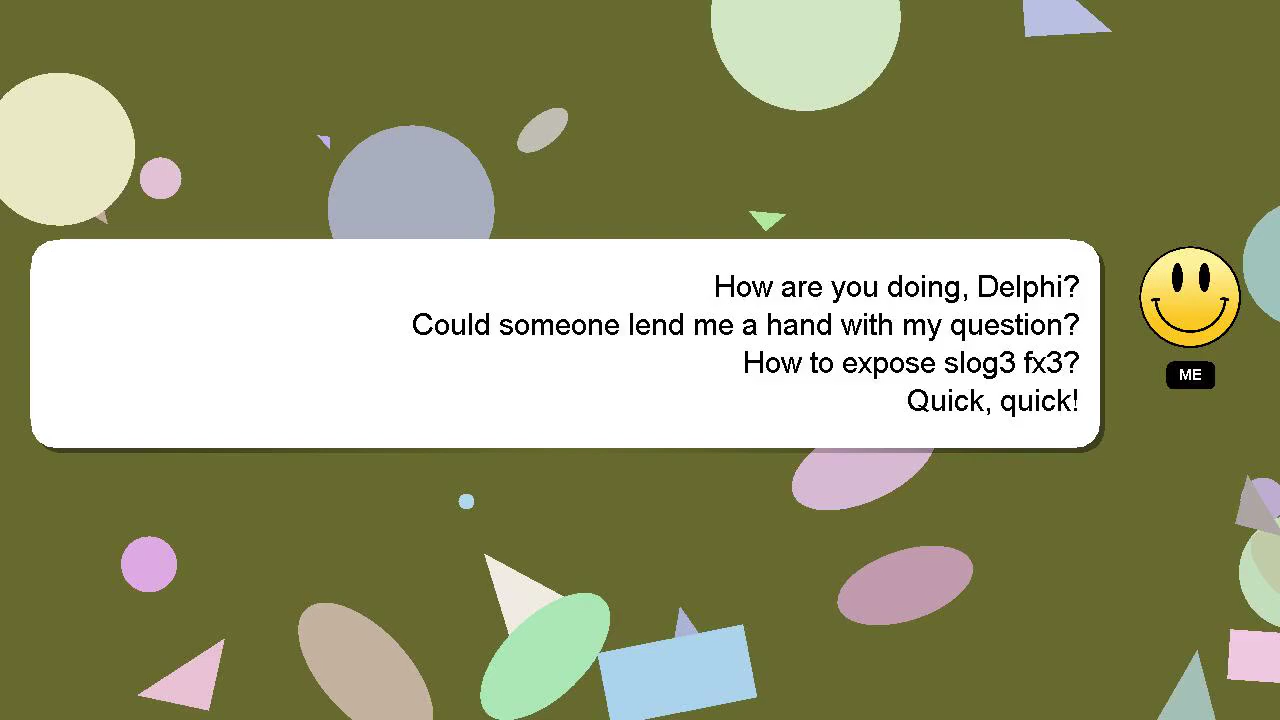 How are you doing, Delphi?
Could someone lend me a hand with my question?
How to expose slog3 fx3?
Quick, quick!
ME